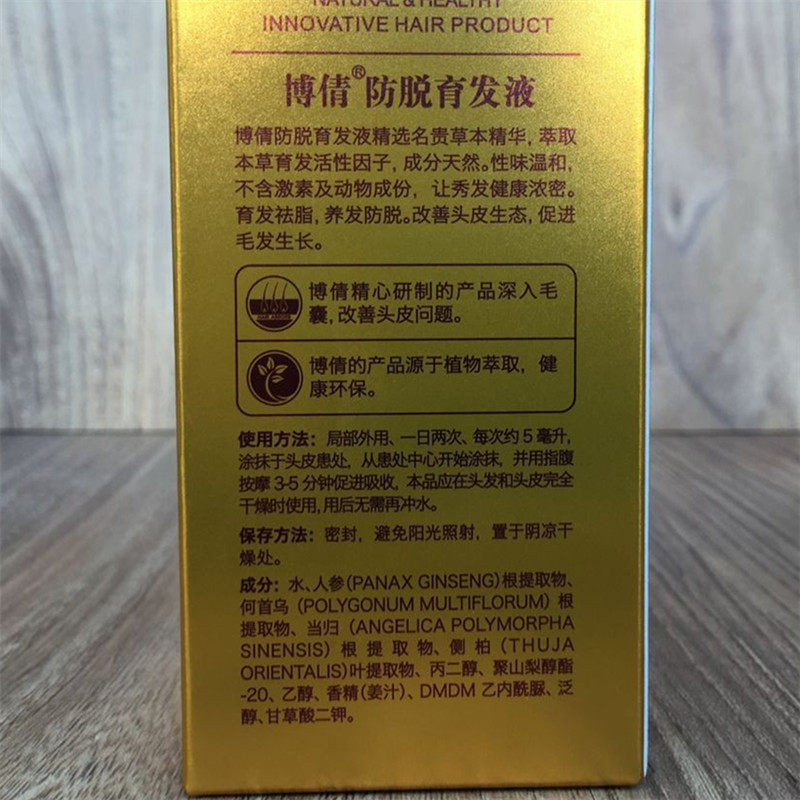 NATURAL & HEALTHY
INNOVATIVE HAIR PRODUCT
博倩®防脱育发液
博倩防脱育发液精选名贵草本精华,萃取
本草育发活性因子,成分天然。性味温和,
不含激素及动物成份,让秀发健康浓密。
育发祛脂,养发防脱。改善头皮生态,促进
毛发生长。
博倩精心研制的产品深入毛
囊,改善头皮问题。
博倩的产品源于植物萃取,健
康环保。
使用方法:局部外用、一日两次、每次约5毫升,
涂抹于头皮患处,从患处中心开始涂抹,并用指腹
按摩3-5分钟促进吸收,本品应在头发和头皮完全
干燥时使用,用后无需再冲水。
保存方法:密封,避免阳光照射,置于阴凉干
燥处。
成分:水、人参(PANAX GINSENG)根提取物、
何首乌(POLYGONUM MULTIFLORUM)根
提取物、当归(ANGELICA POLYMORPHA
SINENSIS)根提取物、侧柏(THUJA
ORIENTALIS)叶提取物、丙二醇、聚山梨醇酯
-20、乙醇、香精(姜汁)、DMDM乙内酰脲、泛
醇、甘草酸二钾。